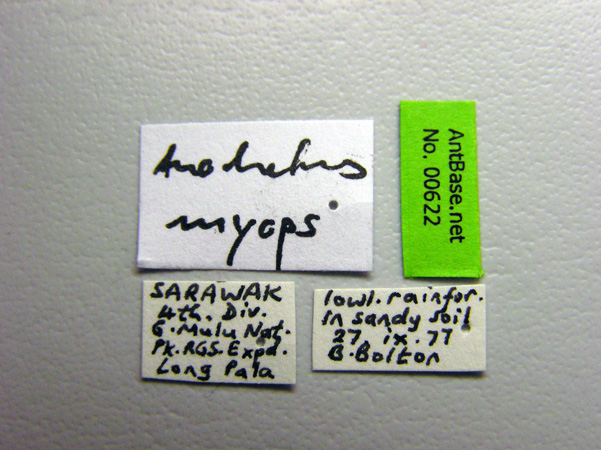 Anochetus
myops
AntBase.net
No. 00622
SARAWAK
4th. Div.
G. Mulu Nat.
Pk. RGS. Expd.
Long Pala
lowl. rainfor.
in sandy soil
27. ix. 77
B. Bolton